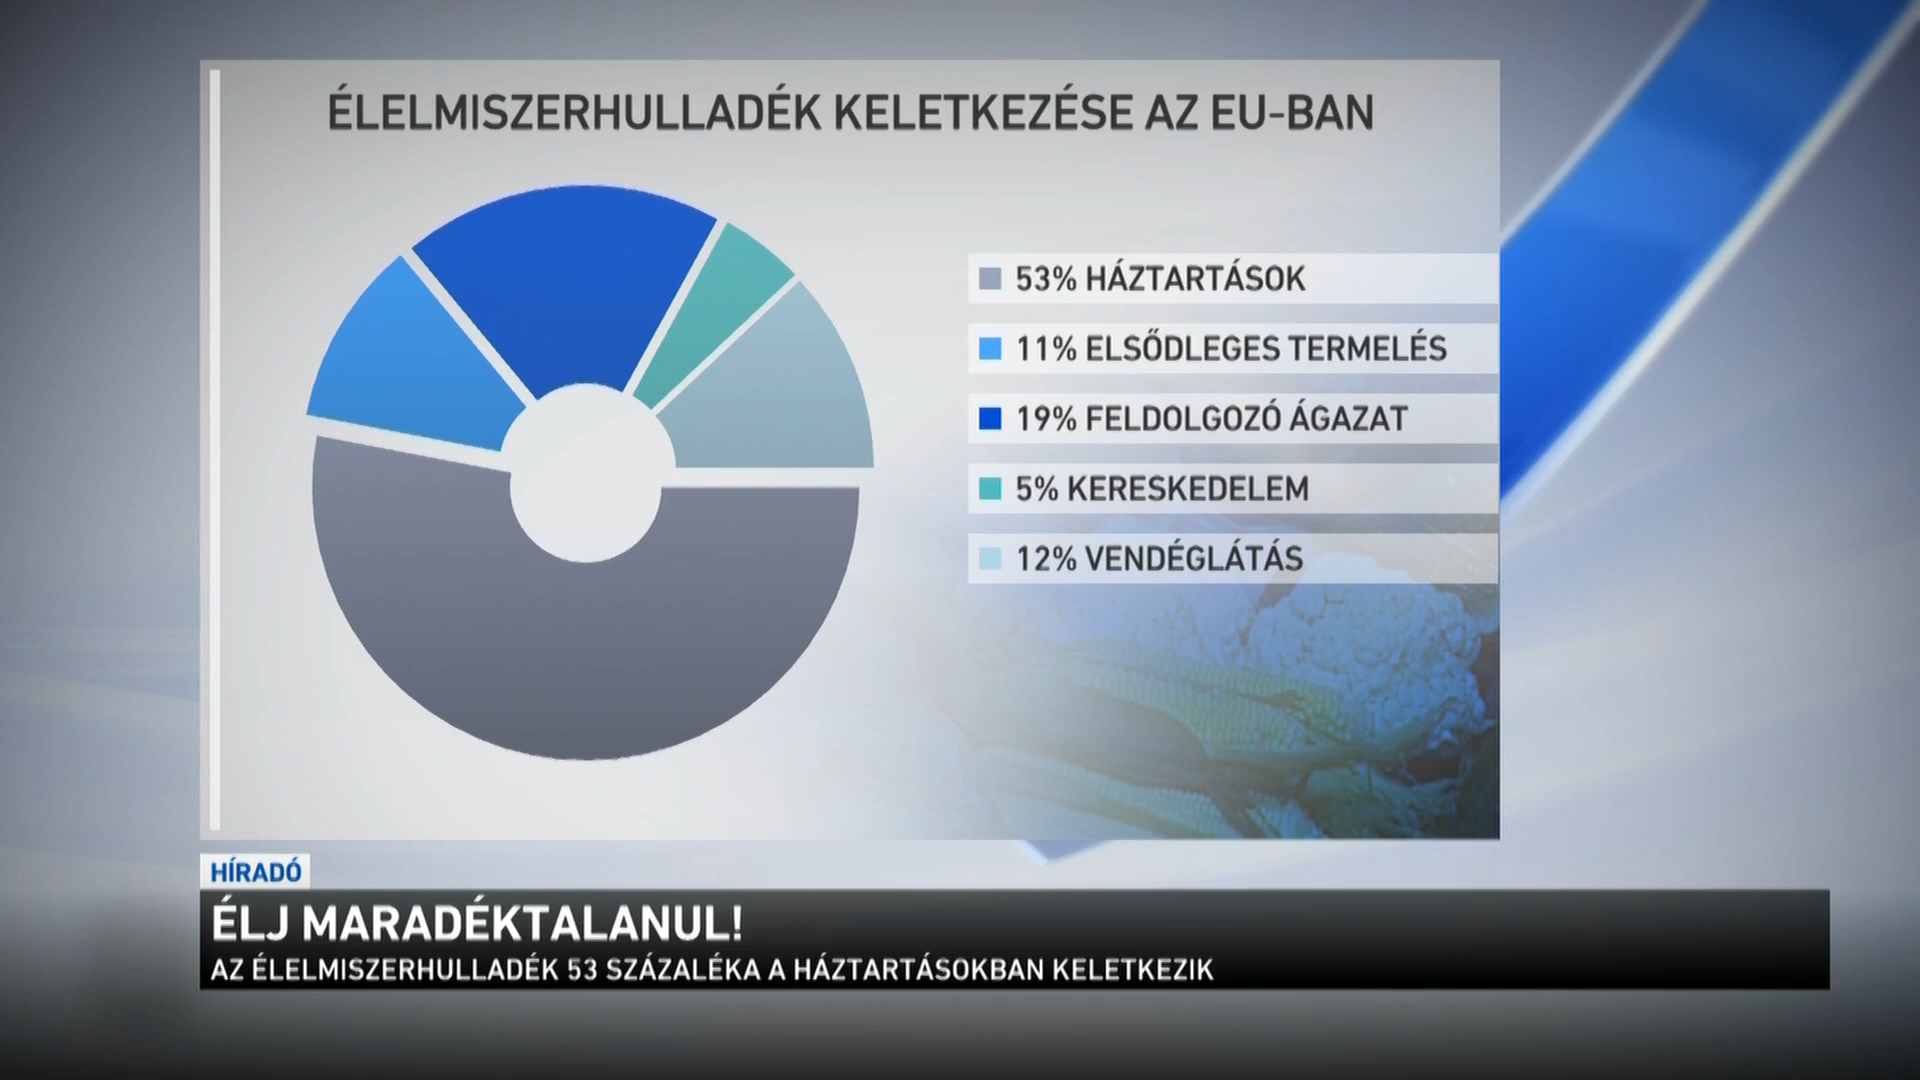 ÉLELMISZERHULLADÉK KELETKEZÉSE AZ EU-BAN
53% HÁZTARTÁSOK
11% ELSŐDLEGES TERMELÉS
19% FELDOLGOZÓ ÁGAZAT
5% KERESKEDELEM
12% VENDÉGLÁTÁS
HÍRADÓ
ÉLJ MARADÉKTALANUL!
AZ ÉLELMISZERHULLADÉK 53 SZÁZALÉKA A HÁZTARTÁSOKBAN KELETKEZIK